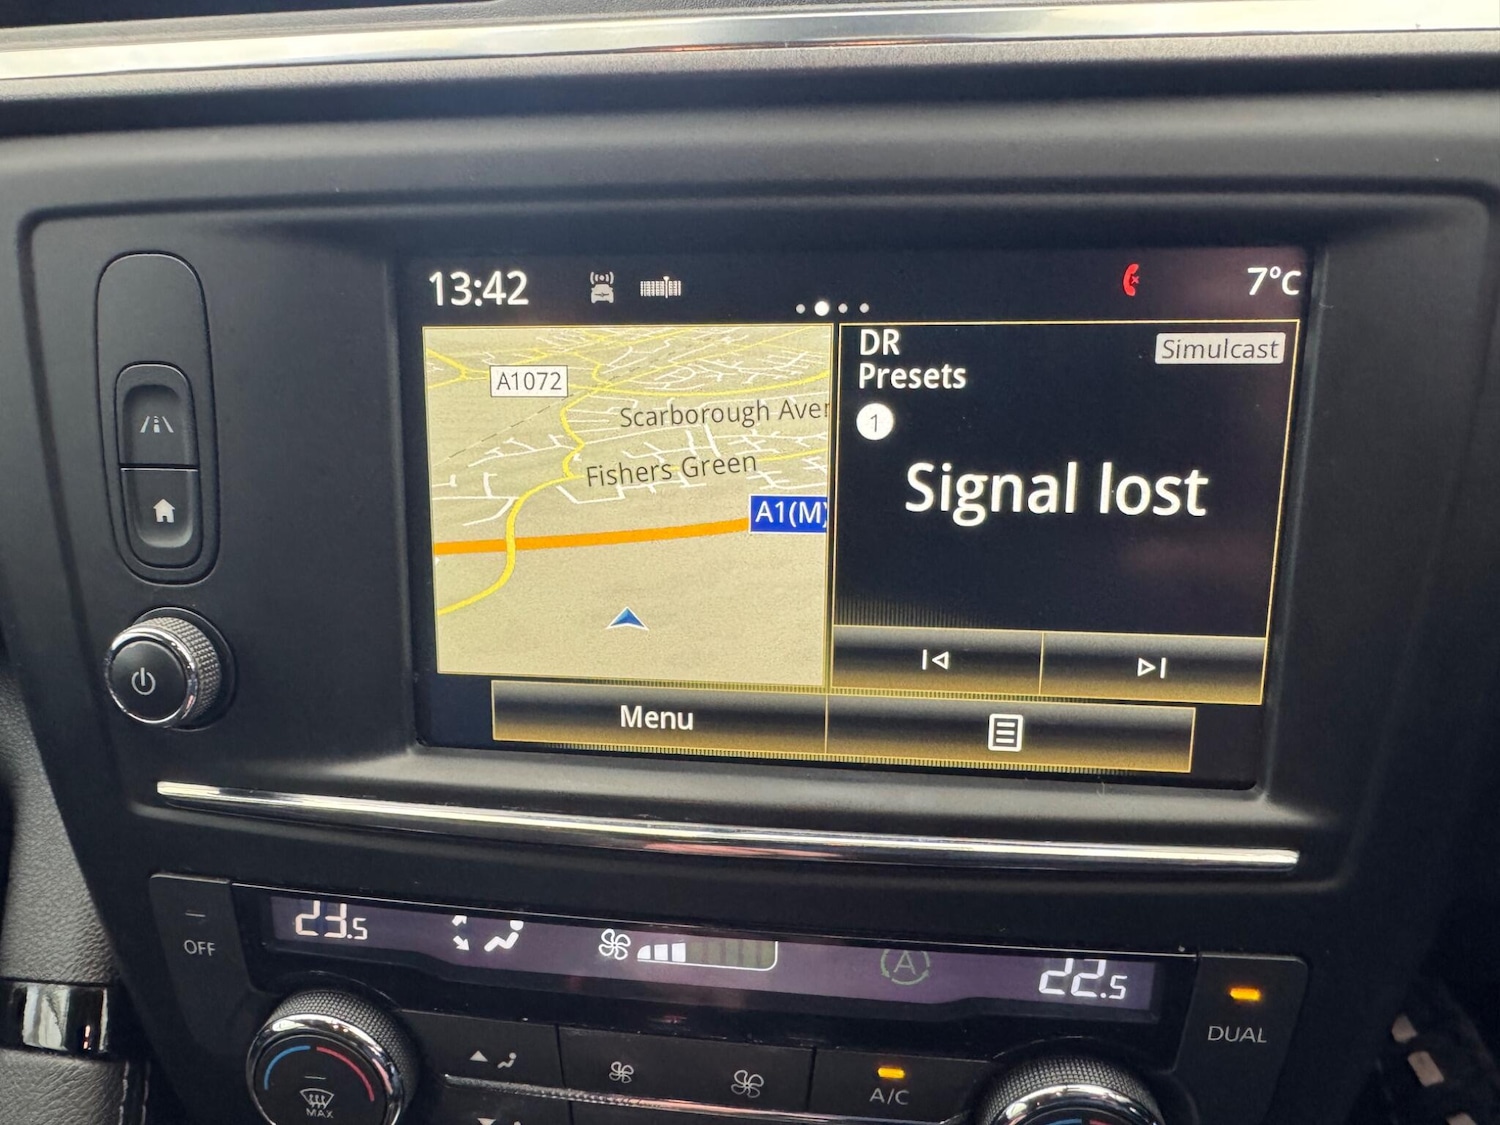 13:42
7°C
A1072
Scarborough Aver
Fishers Green
A1(M)
DR
Presets
Simulcast
1
Signal lost
Menu
OFF
23.5
A
22.5
DUAL
MAX
A/C